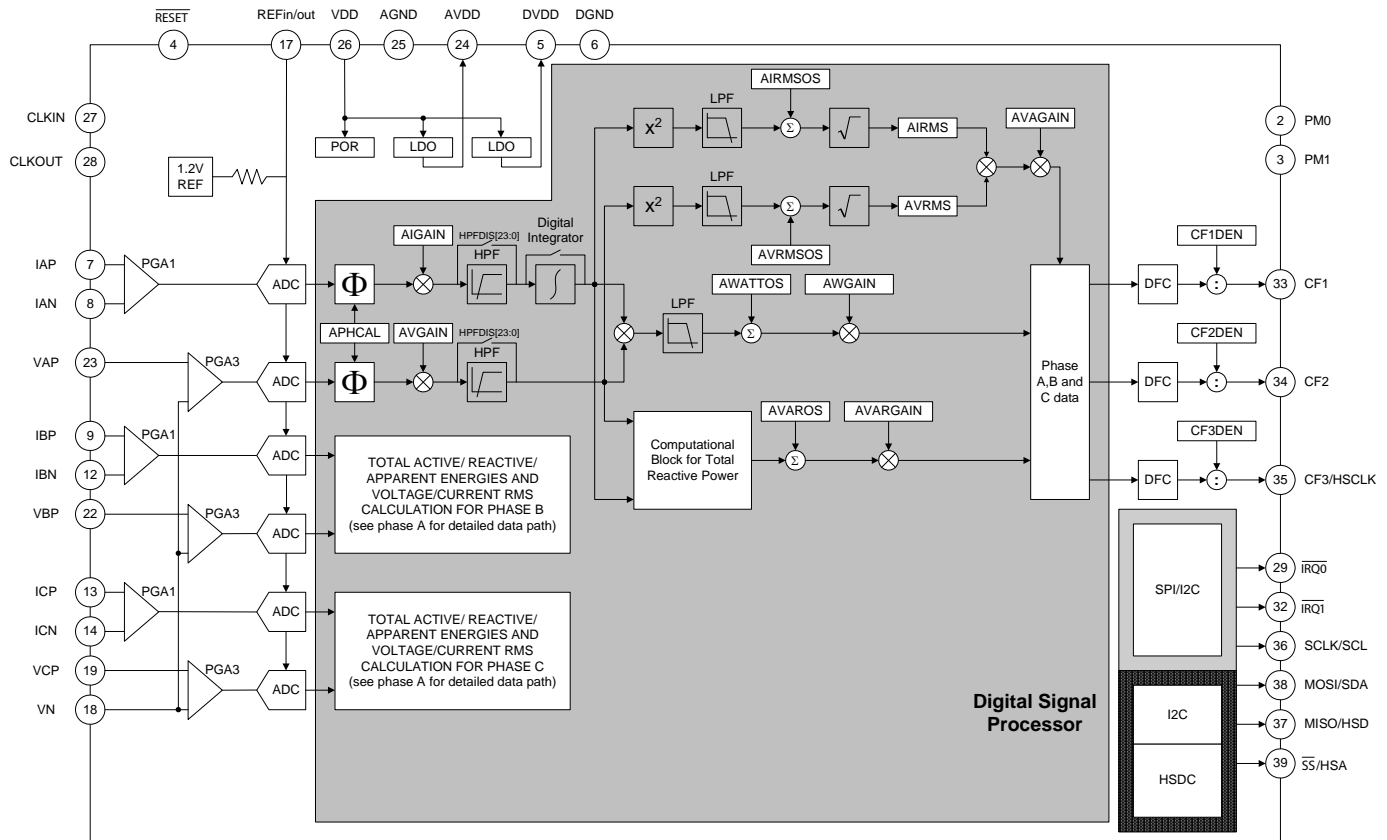 RESET
REFin/out
VDD
AGND
AVDD
DVDD
DGND
4
17
26
25
24
5
6
CLKIN
27
CLKOUT
28
POR
LDO
LDO
1.2V
REF
AIRMSOS
LPF
X2
Σ
√
AIRMS
AVAGAIN
LPF
X2
Σ
√
AVRMS
AVRMSOS
2
PM0
3
PM1
IAP
7
IAN
8
PGA1
ADC
Φ
AIGAIN
HPFDIS[23:0]
HPF
Digital
Integrator
∫
APHCAL
AVGAIN
HPFDIS[23:0]
HPF
VAP
23
PGA3
ADC
Φ
LPF
AWATTOS
Σ
AWGAIN
Computational
Block for Total
Reactive Power
AVAROS
Σ
AVARGAIN
Phase
A,B and
C data
CF1DEN
DFC
:
33
CF1
CF2DEN
DFC
:
34
CF2
CF3DEN
DFC
:
35
CF3/HSCLK
IBP
9
IBN
12
PGA1
ADC
VBP
22
PGA3
ADC
TOTAL ACTIVE/ REACTIVE/
APPARENT ENERGIES AND
VOLTAGE/CURRENT RMS
CALCULATION FOR PHASE B
(see phase A for detailed data path)
ICP
13
ICN
14
PGA1
ADC
VCP
19
VN
18
PGA3
ADC
TOTAL ACTIVE/ REACTIVE/
APPARENT ENERGIES AND
VOLTAGE/CURRENT RMS
CALCULATION FOR PHASE C
(see phase A for detailed data path)
Digital Signal
Processor
SPI/I2C
I2C
HSDC
29
IRQ0
32
IRQ1
36
SCLK/SCL
38
MOSI/SDA
37
MISO/HSD
39
SS/HSA